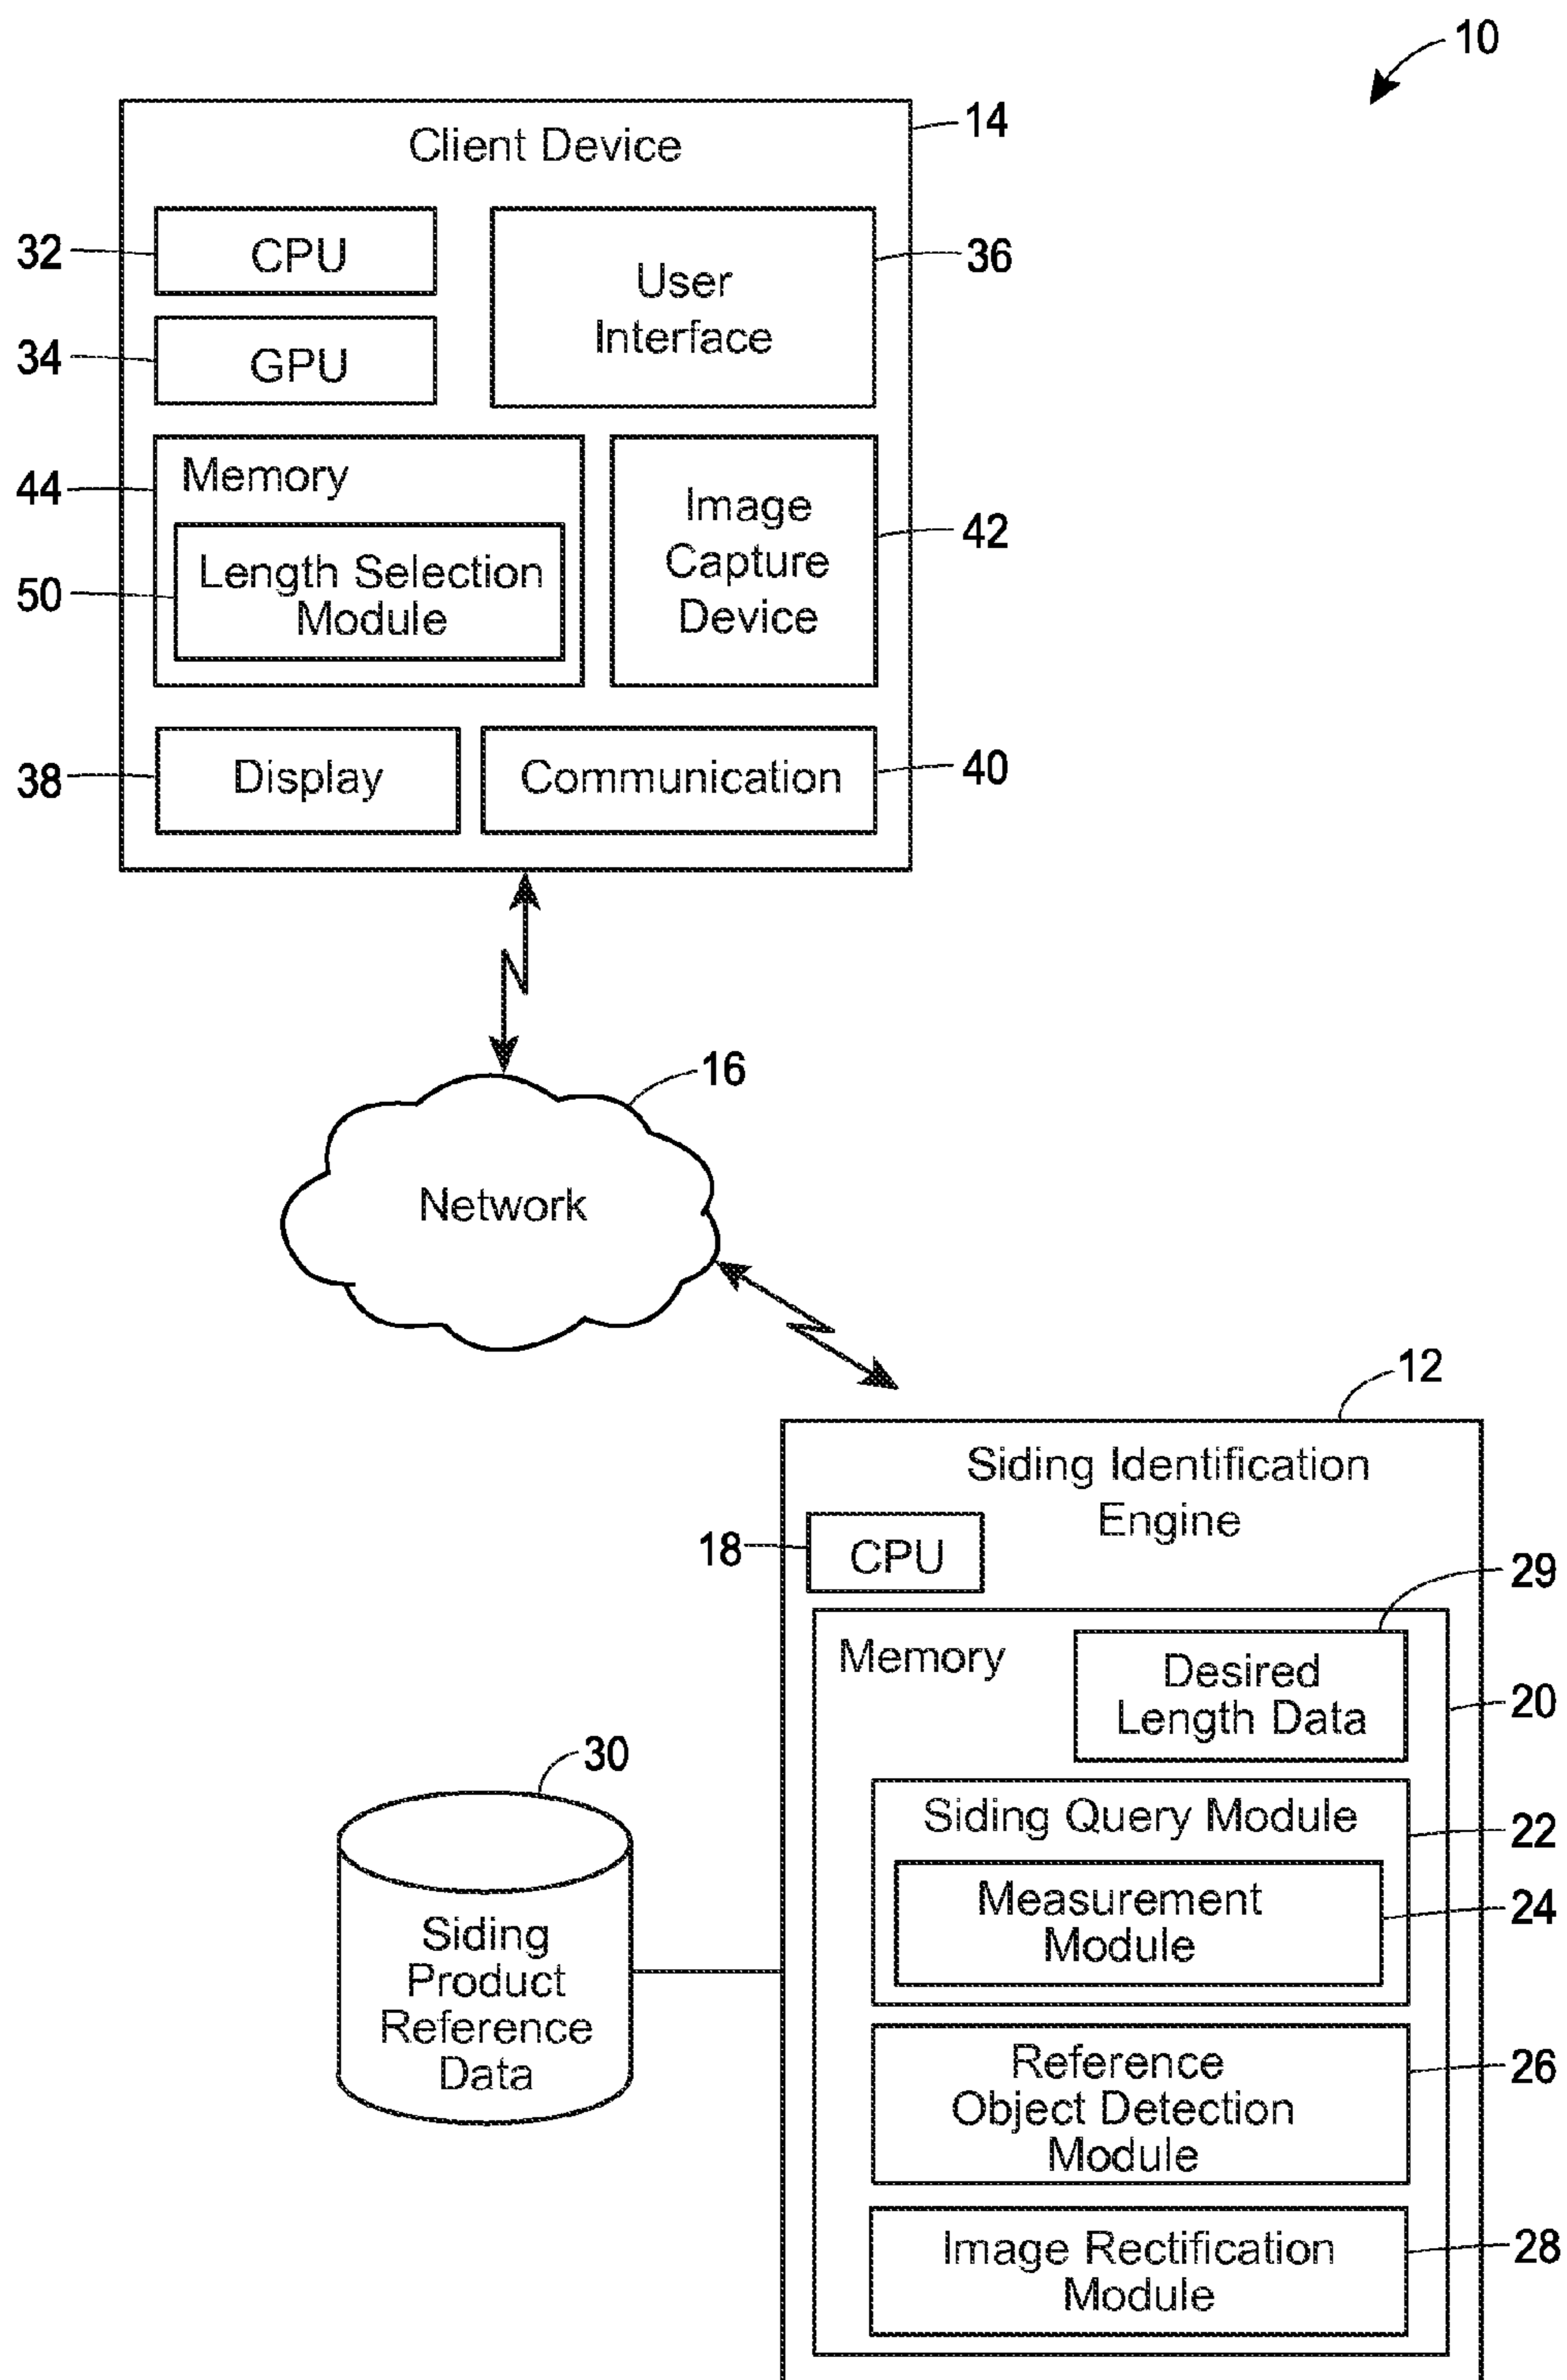 10
Client Device
14
32
CPU
User
Interface
36
34
GPU
44
Memory
Image
Capture
Device
42
50
Length Selection
Module
38
Display
Communication
40
16
Network
12
Siding Identification
Engine
18
CPU
29
Memory
Desired
Length Data
20
30
Siding Query Module
22
Measurement
Module
24
Siding
Product
Reference
Data
Reference
Object Detection
Module
26
Image Rectification
Module
28